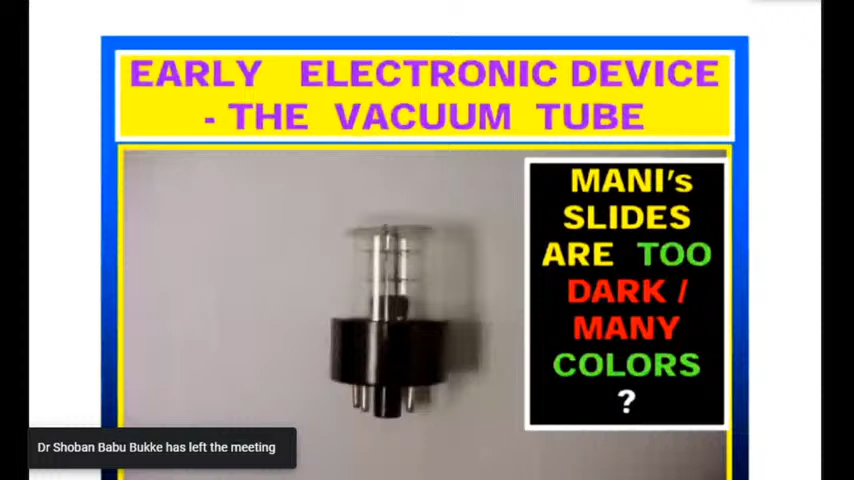 EARLY ELECTRONIC DEVICE
- THE VACUUM TUBE
MANI's
SLIDES
ARE TOO
DARK /
MANY
COLORS
?
Dr Shoban Babu Bukke has left the meeting